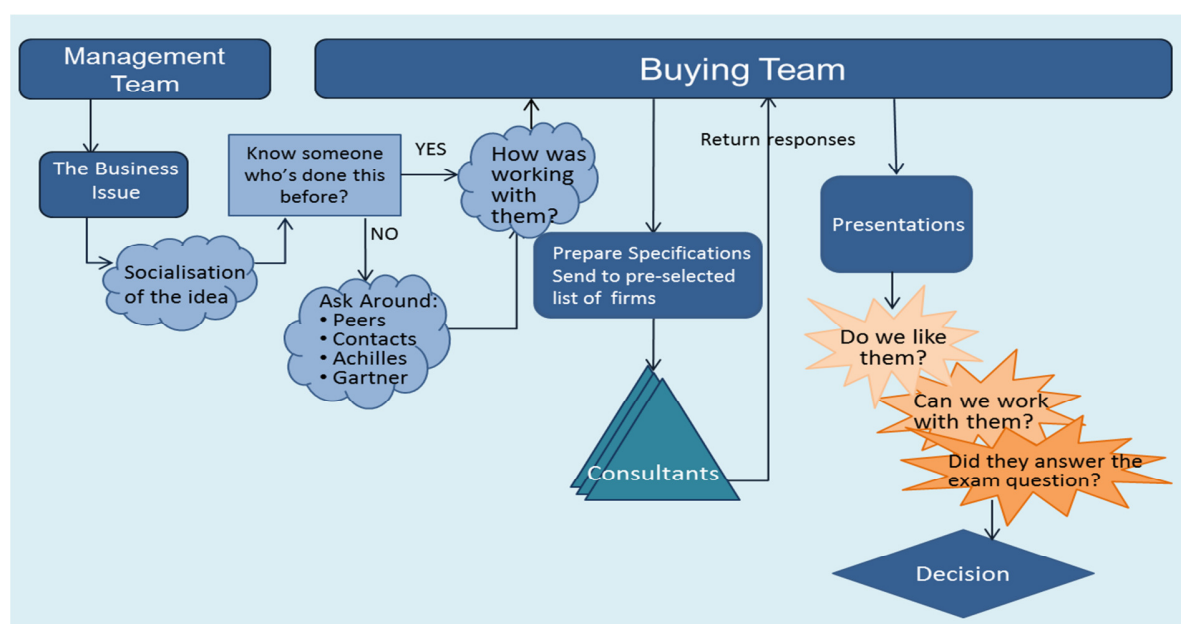 Management
Team
Buying Team
The Business
Issue
Socialisation
of the idea
Know someone
who's done this
before?
YES
NO
How was
working
with
them?
Ask Around:
• Peers
• Contacts
• Achilles
• Gartner
Prepare Specifications
Send to pre-selected
list of firms
Consultants
Return responses
Presentations
Do we like
them?
Can we work
with them?
Did they answer the
exam question?
Decision